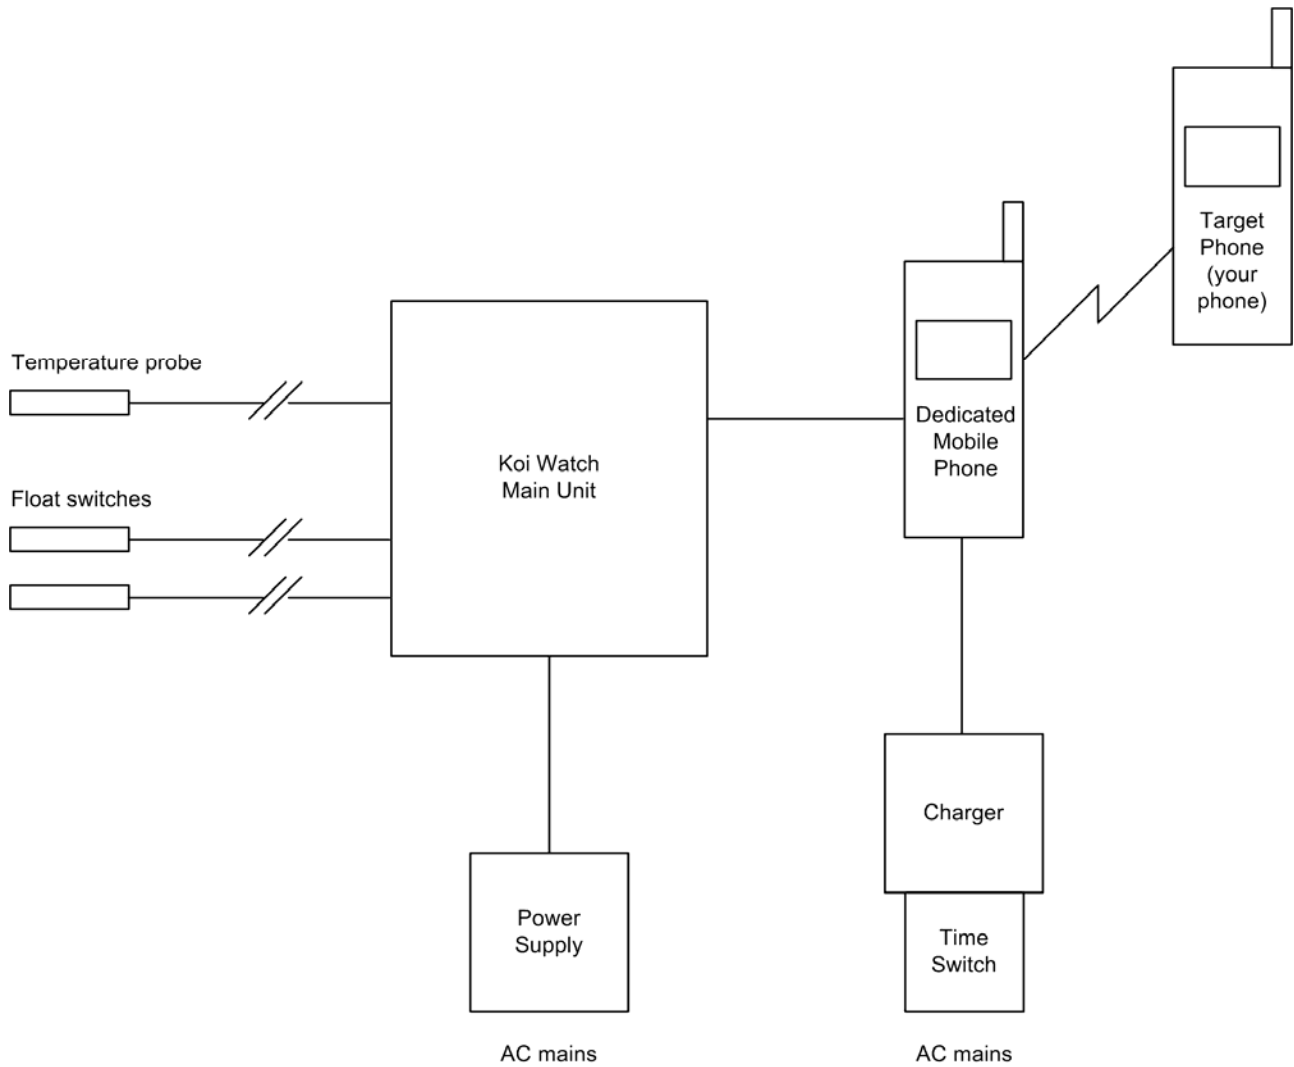 Target
Phone
(your
phone)
Temperature probe
Dedicated
Mobile
Phone
Koi Watch
Main Unit
Float switches
Charger
Power
Supply
Time
Switch
AC mains
AC mains